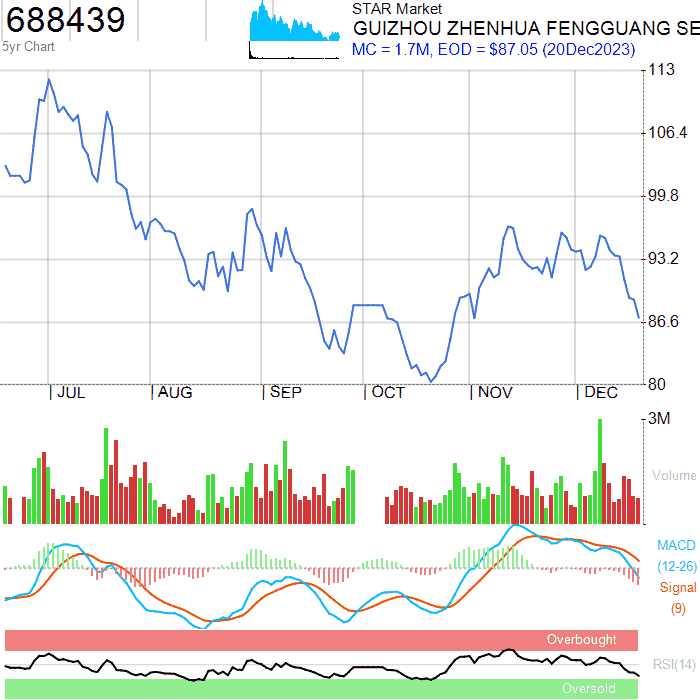 688439
5yr Chart
STAR Market
GUIZHOU ZHENHUA FENGGUANG SE
MC = 1.7M, EOD = $87.05 (20Dec2023)
113
106.4
99.8
93.2
86.6
80
JUL AUG SEP OCT NOV DEC
3M
Volume
MACD
(12-26)
Signal
(9)
Overbought
RSI(14)
Oversold